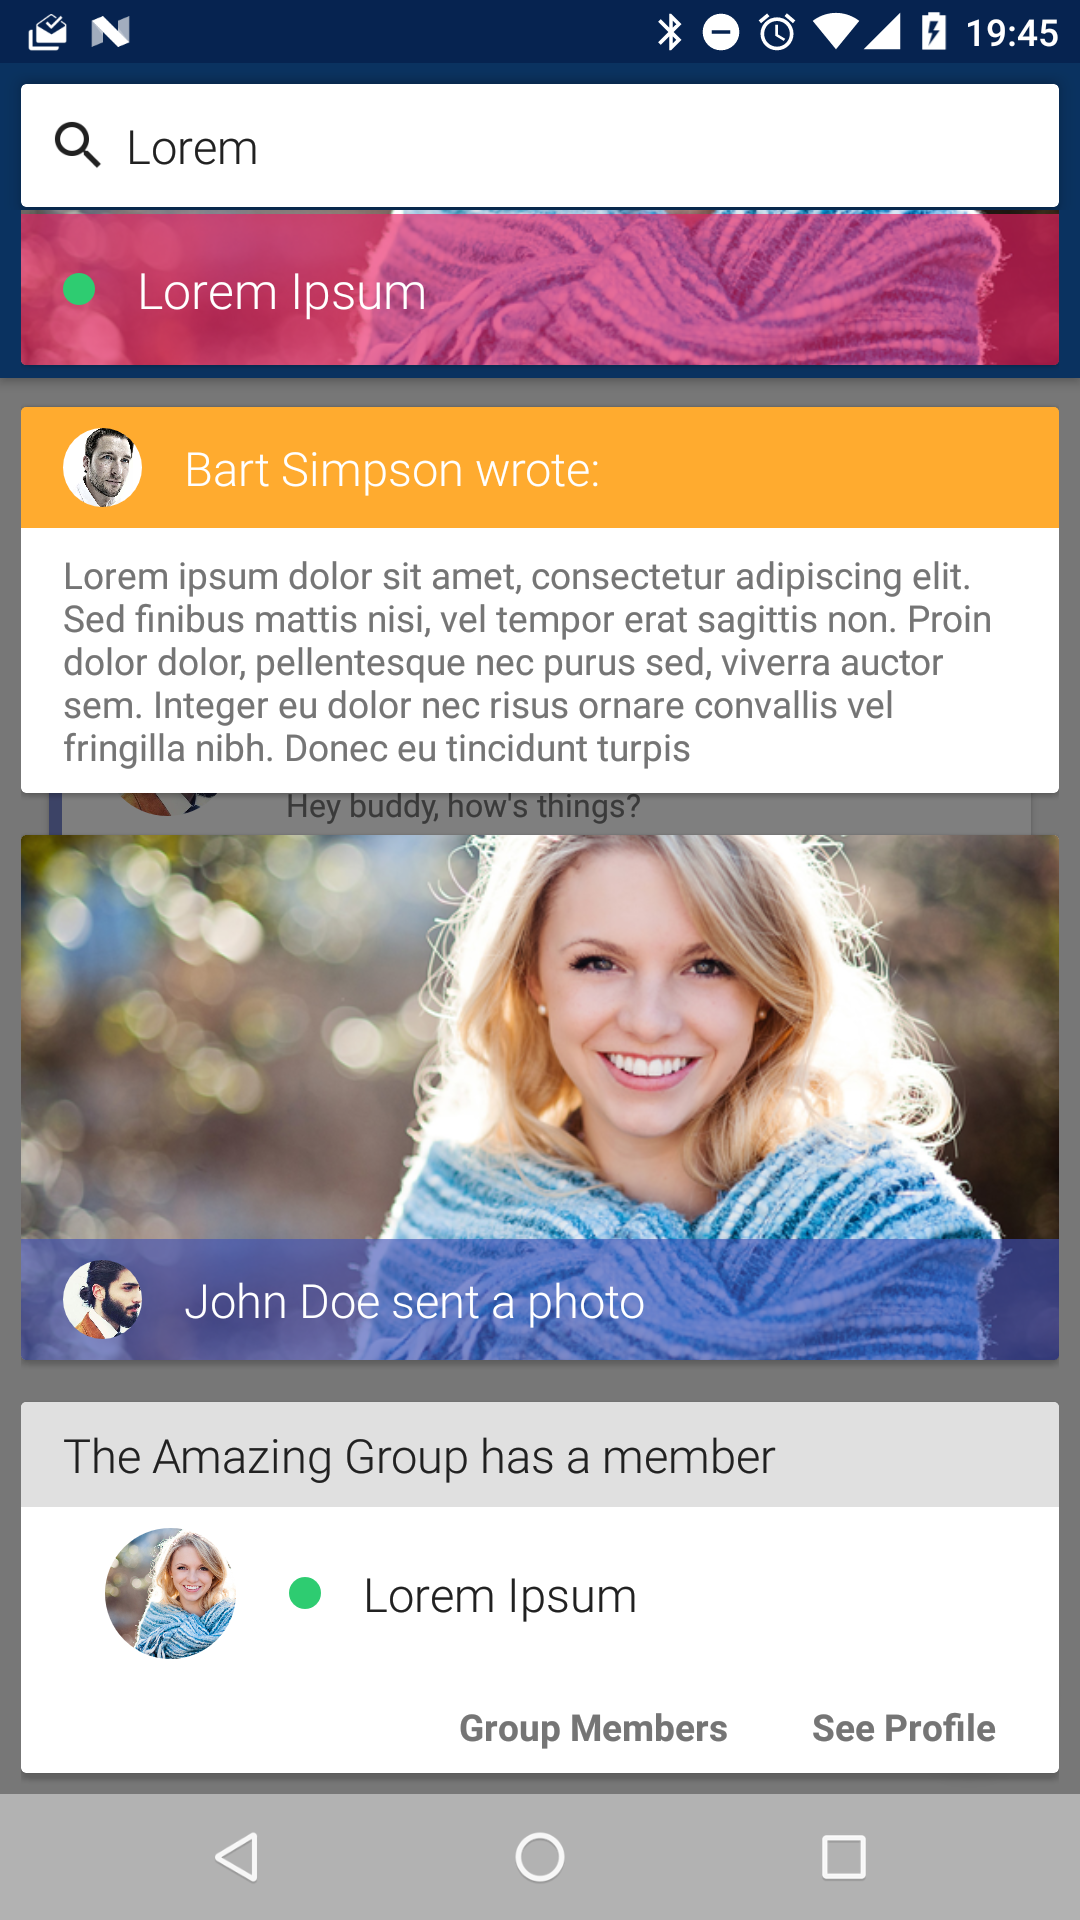 19:45
Lorem
Lorem Ipsum
Bart Simpson wrote:
Lorem ipsum dolor sit amet, consectetur adipiscing elit.
Sed finibus mattis nisi, vel tempor erat sagittis non. Proin
dolor dolor, pellentesque nec purus sed, viverra auctor
sem. Integer eu dolor nec risus ornare convallis vel
fringilla nibh. Donec eu tincidunt turpis
Hey buddy, how's things?
John Doe sent a photo
The Amazing Group has a member
Lorem Ipsum
Group Members See Profile